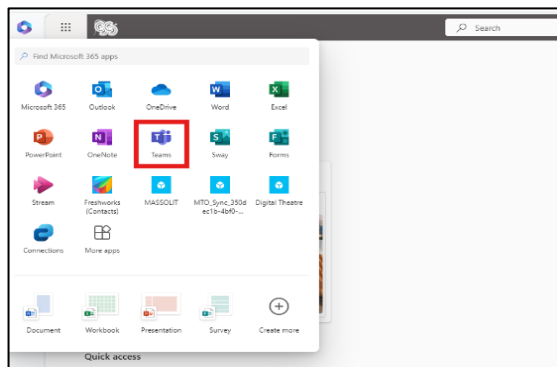 Search
Find Microsoft 365 apps
Microsoft 365 Outlook OneDrive Word Excel
PowerPoint OneNote Teams Sway Forms
Stream Freshworks (Contacts) MASSOLIT MTO_Sync_350d ec1b-4bf0-... Digital Theatre
Connections More apps
Document Workbook Presentation Survey Create more
Quick access